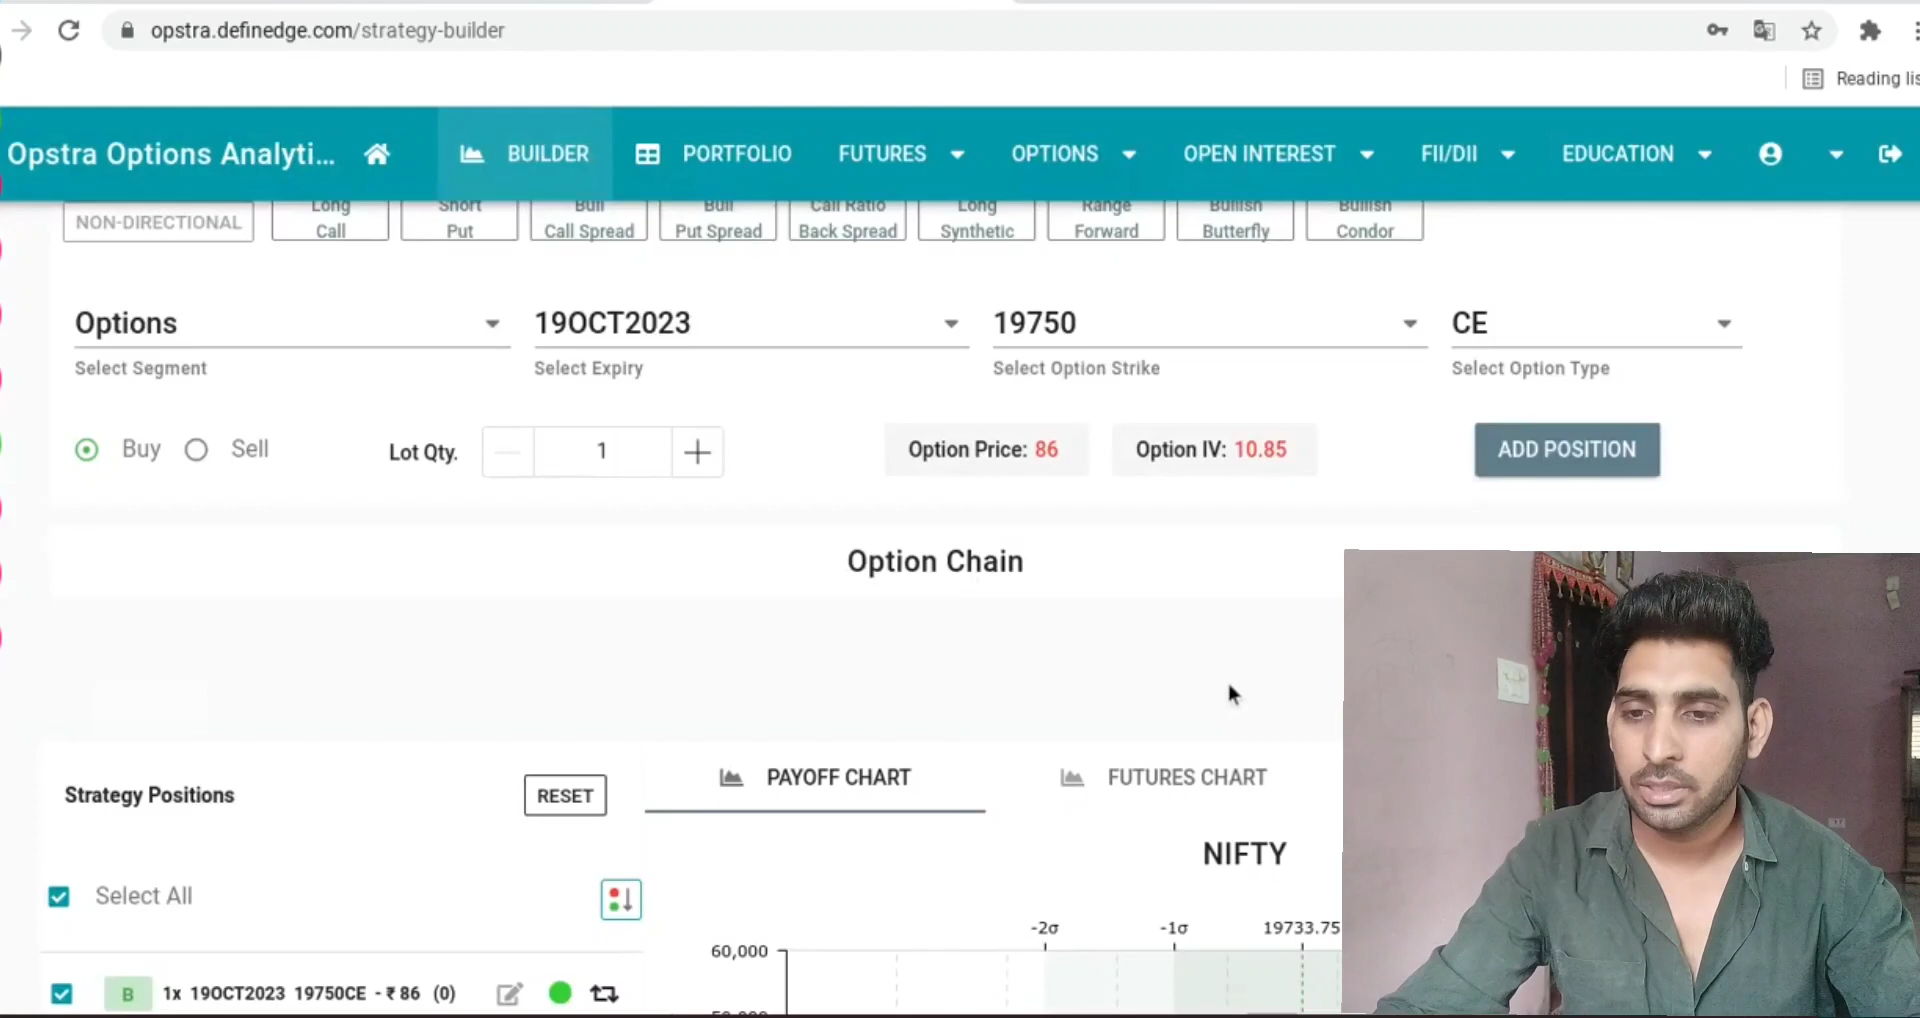 opstra.definedge.com/strategy-builder
Reading lis
Opstra Options Analyti... BUILDER PORTFOLIO FUTURES OPTIONS OPEN INTEREST FII/DII EDUCATION
NON-DIRECTIONAL
Long Call
Short Put
Bull Call Spread
Bull Put Spread
Call Ratio Back Spread
Long Synthetic
Range Forward
Bullish Butterfly
Bullish Condor
Options 19OCT2023 19750 CE
Select Segment Select Expiry Select Option Strike Select Option Type
Buy Sell Lot Qty. 1 Option Price: 86 Option IV: 10.85 ADD POSITION
Option Chain
Strategy Positions RESET
PAYOFF CHART FUTURES CHART
NIFTY
Select All
-2σ -1σ 19733.75
60,000
B 1x 19OCT2023 19750CE - ₹ 86 (0)